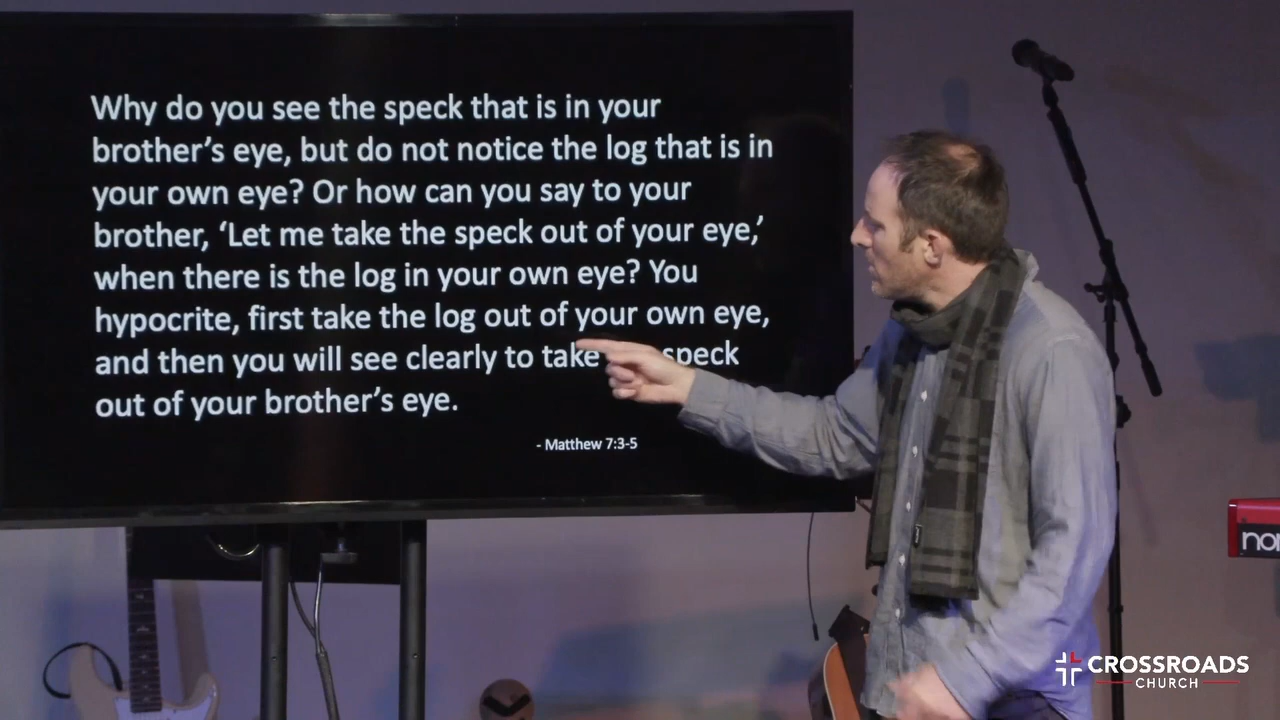 Why do you see the speck that is in your
brother’s eye, but do not notice the log that is in
your own eye? Or how can you say to your
brother, ‘Let me take the speck out of your eye,’
when there is the log in your own eye? You
hypocrite, first take the log out of your own eye,
and then you will see clearly to take speck
out of your brother’s eye.
- Matthew 7:3-5
CROSSROADS
CHURCH